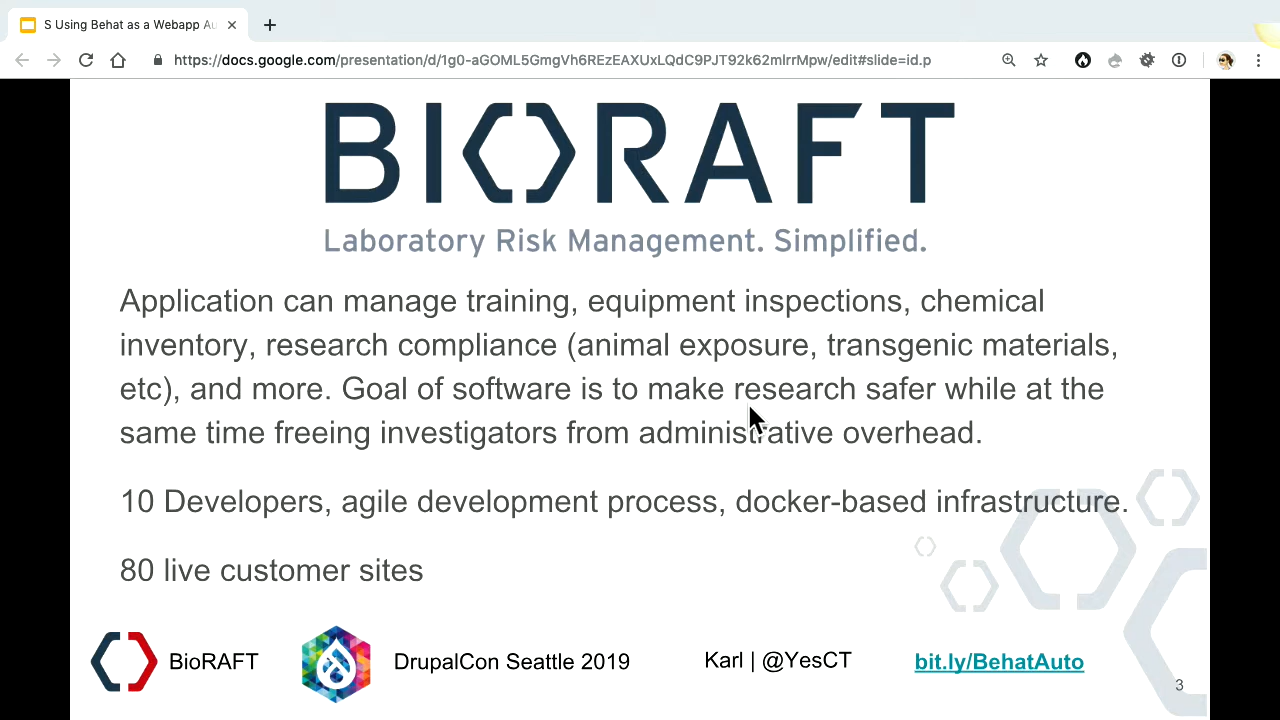 S Using Behat as a Webapp Au
https://docs.google.com/presentation/d/1g0-aGOML5GmgVh6REzEAXUxLQdC9PJT92k62mlrrMpw/edit#slide=id.p
BIORAFT
Laboratory Risk Management. Simplified.
Application can manage training, equipment inspections, chemical
inventory, research compliance (animal exposure, transgenic materials,
etc), and more. Goal of software is to make research safer while at the
same time freeing investigators from administrative overhead.
10 Developers, agile development process, docker-based infrastructure.
80 live customer sites
BioRAFT
DrupalCon Seattle 2019
Karl | @YesCT
bit.ly/BehatAuto
3